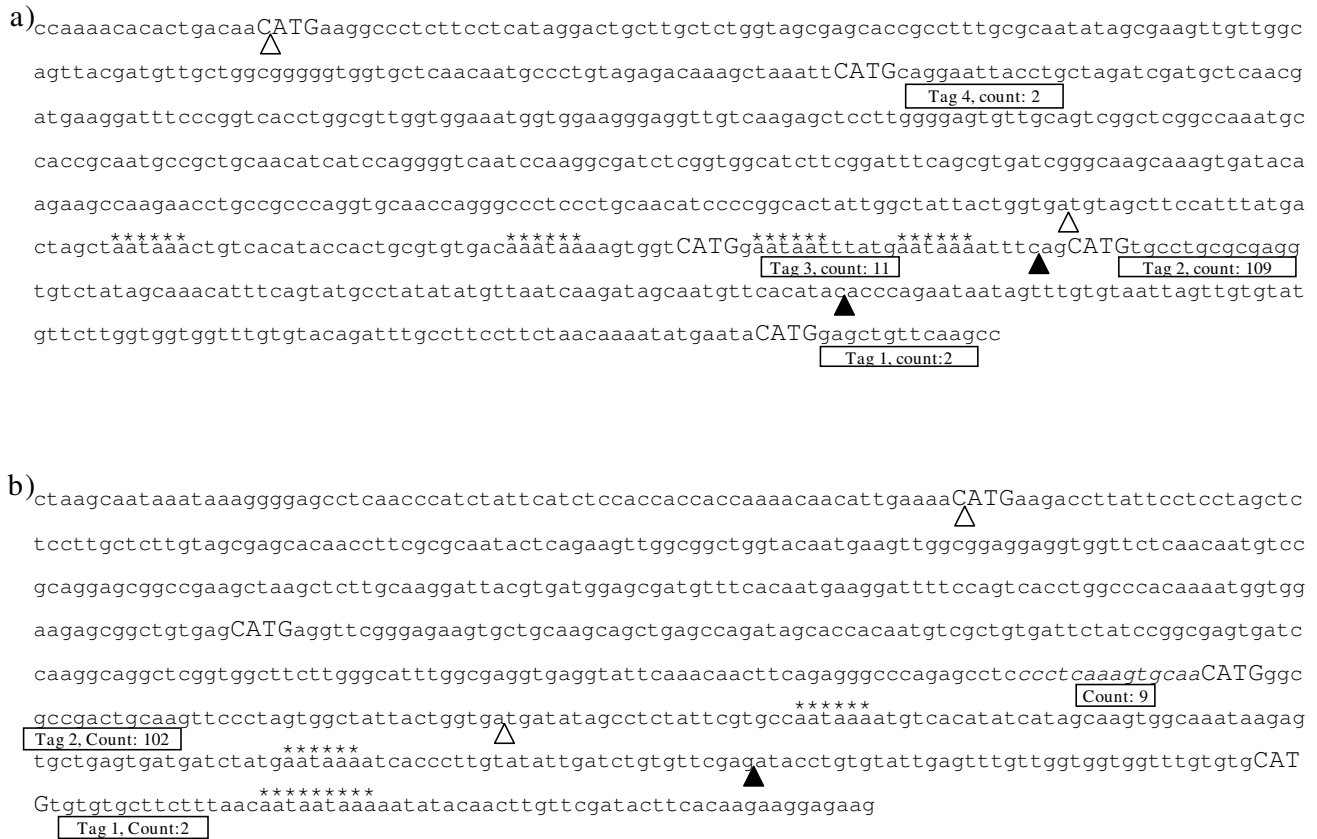 a)ccaaaacacactgacaaCATGaaggccctcttcctcataggactgcttgctctggtagcgagcaccgcctttgcgcaatatagcgaagttgttggc
agttacgatgttgctggcgggggtggtgctcaacaatgccctgtagagacaaagctaaattCATGcaggaattacctgctagatcgatgctcaacg
Tag 4, count: 2
atgaaggatttcccggtcacctggcgttggtggaaatggtggaagggaggttgtcaagagctccttggggagtgttgcagtcggctcggccaaatgc
caccgcaatgccgctgcaacatcatccaggggtcaatccaaggcgatctcggtggcatcttcggatttcagcgtgatcgggcaagcaaagtgataca
agaagccaagaacctgccgcccaggtgcaaccagggccctccctgcaacatccccggcactattggctattactggtgatgtagcttccatttatga
****** ******  ****** ******
ctagctaataaactgtcacataccactgcgtgtgacaaataaaagtggtCATGgaataatttatgaataaaatttcagCATGtgcctgcgcgagg
Tag 3, count: 11 Tag 2, count: 109
tgtctatagcaaacatttcagtatgcctatatatgttaatcaagatagcaatgttcacatacacccagaataatagtttgtgtaattagttgtgtat
gttcttggtggtggtttgtgtacagatttgccttccttctaacaaaatatgaataCATGgagctgttcaagcc
Tag 1, count:2
b)ctaagcaataaataaaggggagcctcaacccatctattcatctccaccaccaccaaaacaacattgaaaaCATGaagaccttattcctcctagctc
tccttgctcttgtagcgagcacaaccttcgcgcaatactcagaagttggcggctggtacaatgaagttggcggaggaggtggttctcaacaatgtcc
gcaggagcggccgaagctaagctcttgcaaggattacgtgatggagcgatgtttcacaatgaaggattttccagtcacctggcccacaaaatggtgg
aagagcggctgtgagCATGaggttcgggagaagtgctgcaagcagctgagccagatagcaccacaatgtcgctgtgattctatccggcgagtgatc
caaggcaggctcggtggcttcttgggcatttggcgaggtgaggtattcaaacaacttcagagggcccagagcctcccctcaaagtgcaaCATGggc
Count: 9
******
gccgactgcaagttccctagtggctattactggtgatgatatagcctctattcgtgccaataaaatgtcacatatcatagcaagtggcaaataagag
Tag 2, Count: 102
******
tgctgagtgatgatctatgaataaaatcacccttgtatattgatctgtgttcgagatacctgtgtattgagtttgttggtggtggtttgtgtgCAT
*********
Gtgtgtgcttctttaacaataataaaaatatacaacttgttcgatacttcacaagaaggagaag
Tag 1, Count:2